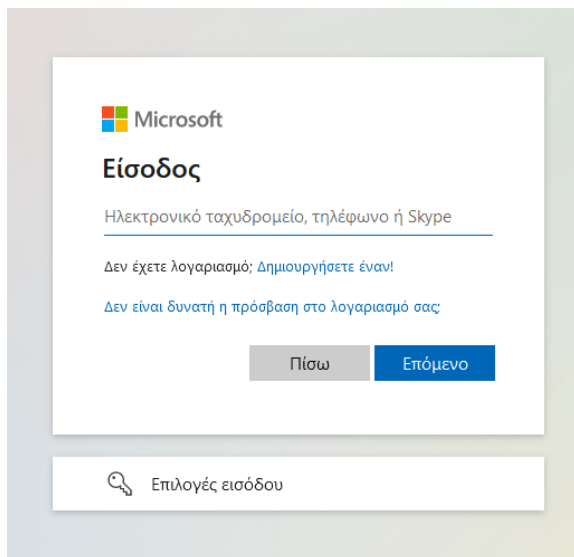 Microsoft
Είσοδος
Ηλεκτρονικό ταχυδρομείο, τηλέφωνο ή Skype
Δεν έχετε λογαριασμό; Δημιουργήσετε έναν!
Δεν είναι δυνατή η πρόσβαση στο λογαριασμό σας;
Πίσω Επόμενο
Επιλογές εισόδου